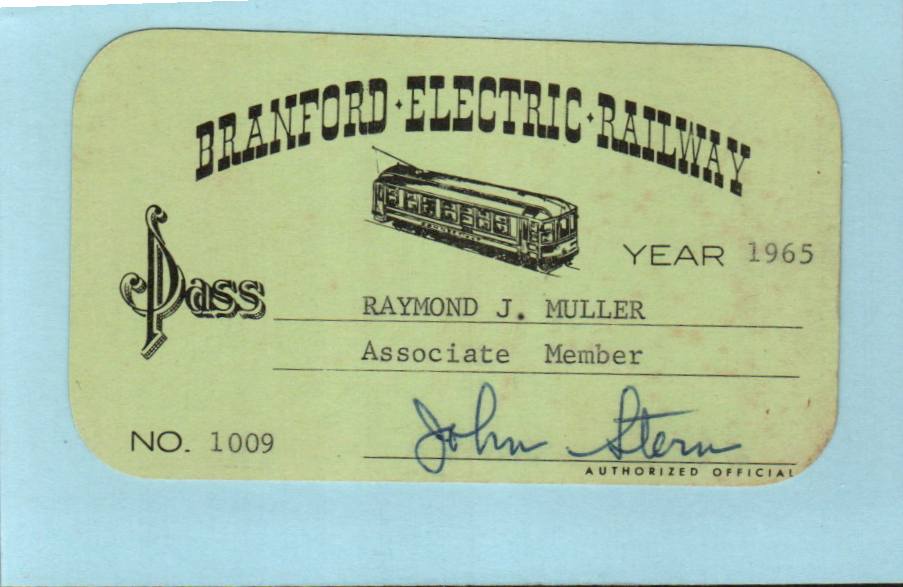 BRANFORD · ELECTRIC · RAILWAY
YEAR 1965
Pass RAYMOND J. MULLER
Associate Member
NO. 1009 John Stern
AUTHORIZED OFFICIAL